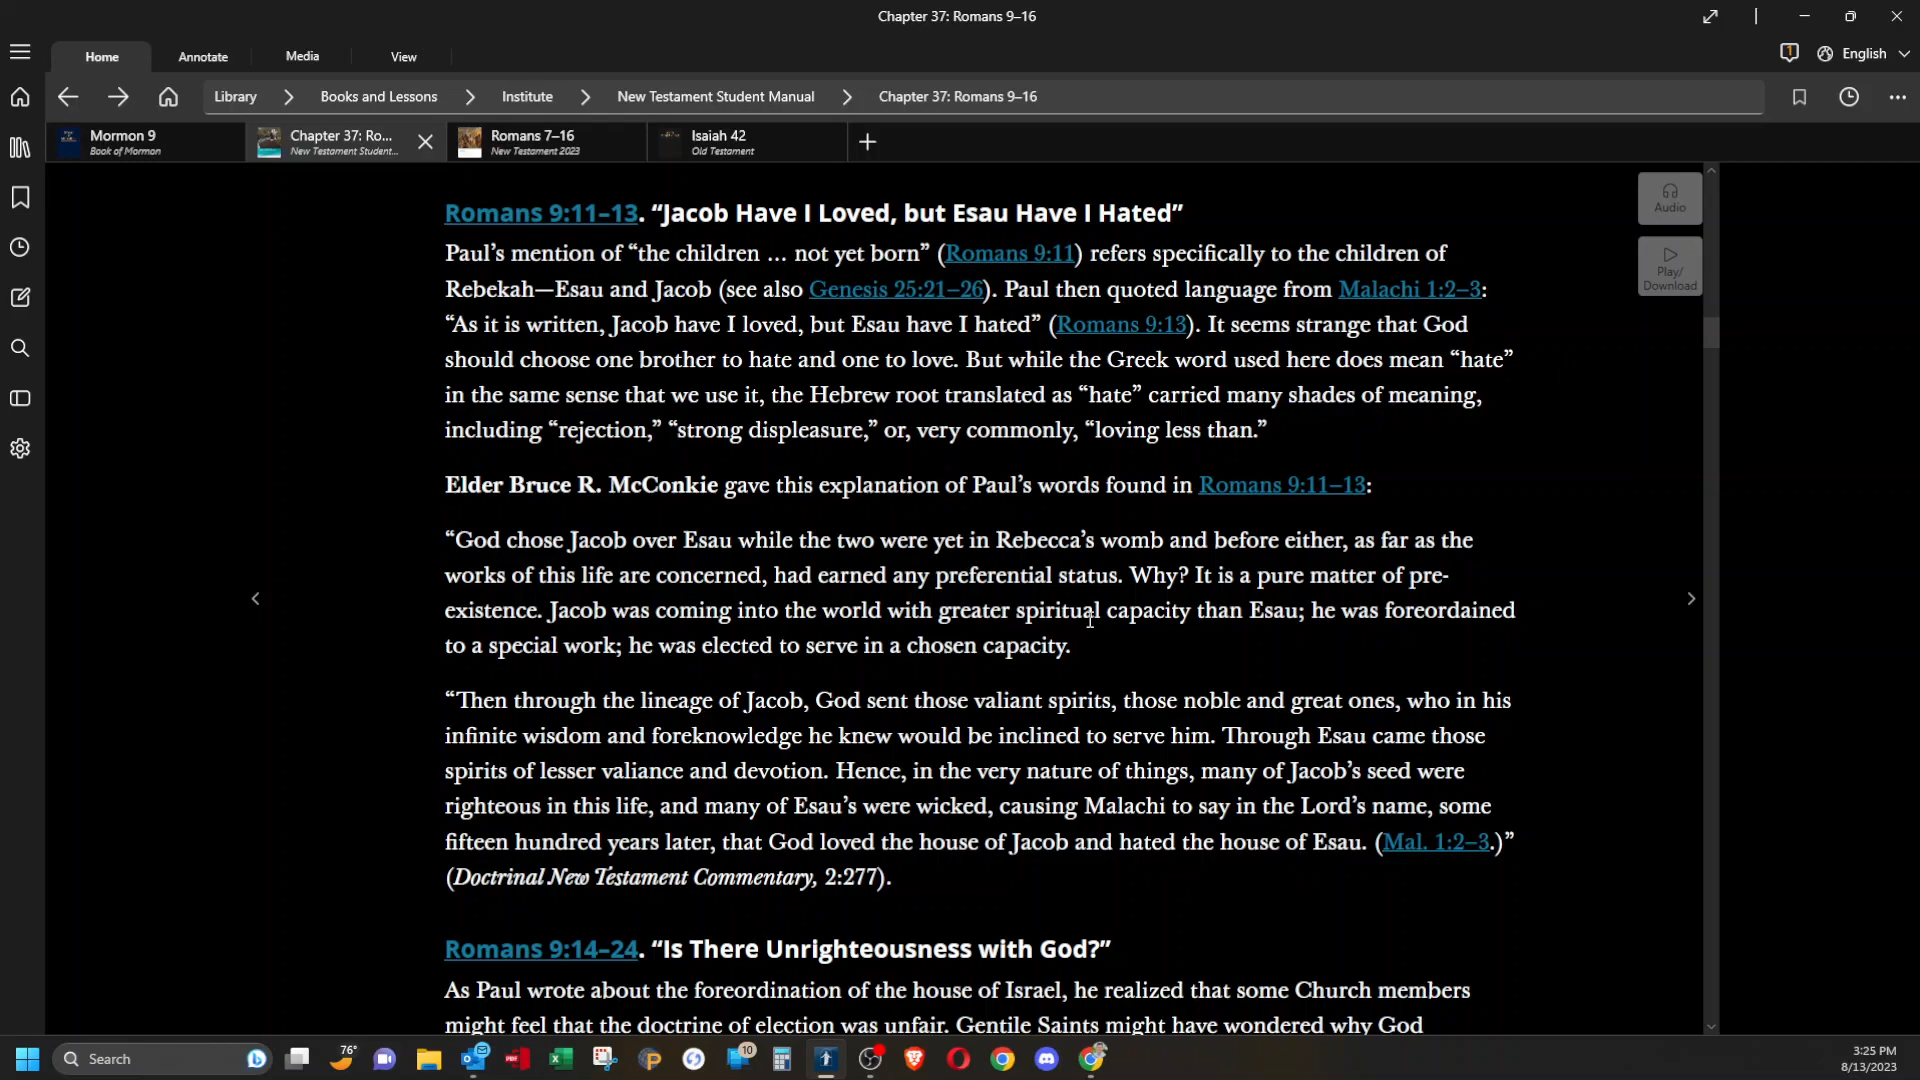 Chapter 37: Romans 9–16
Home
Annotate
Media
View
1
English
Library
Books and Lessons
Institute
New Testament Student Manual
Chapter 37: Romans 9–16
Mormon 9
Book of Mormon
Chapter 37: Ro...
New Testament Student...
Romans 7–16
New Testament 2023
Isaiah 42
Old Testament
Audio
Play/
Download
Romans 9:11–13. “Jacob Have I Loved, but Esau Have I Hated”
Paul’s mention of “the children … not yet born” (Romans 9:11) refers specifically to the children of
Rebekah—Esau and Jacob (see also Genesis 25:21–26). Paul then quoted language from Malachi 1:2–3:
“As it is written, Jacob have I loved, but Esau have I hated” (Romans 9:13). It seems strange that God
should choose one brother to hate and one to love. But while the Greek word used here does mean “hate”
in the same sense that we use it, the Hebrew root translated as “hate” carried many shades of meaning,
including “rejection,” “strong displeasure,” or, very commonly, “loving less than.”
Elder Bruce R. McConkie gave this explanation of Paul’s words found in Romans 9:11–13:
“God chose Jacob over Esau while the two were yet in Rebecca’s womb and before either, as far as the
works of this life are concerned, had earned any preferential status. Why? It is a pure matter of pre-
existence. Jacob was coming into the world with greater spiritual capacity than Esau; he was foreordained
to a special work; he was elected to serve in a chosen capacity.
“Then through the lineage of Jacob, God sent those valiant spirits, those noble and great ones, who in his
infinite wisdom and foreknowledge he knew would be inclined to serve him. Through Esau came those
spirits of lesser valiance and devotion. Hence, in the very nature of things, many of Jacob’s seed were
righteous in this life, and many of Esau’s were wicked, causing Malachi to say in the Lord’s name, some
fifteen hundred years later, that God loved the house of Jacob and hated the house of Esau. (Mal. 1:2–3.)”
(Doctrinal New Testament Commentary, 2:277).
Romans 9:14–24. “Is There Unrighteousness with God?”
As Paul wrote about the foreordination of the house of Israel, he realized that some Church members
might feel that the doctrine of election was unfair. Gentile Saints might have wondered why God
Search
76°
10
3:25 PM
8/13/2023